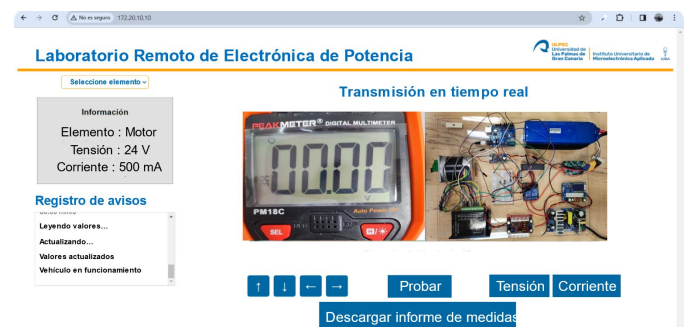 No es seguro 172.20.10.10
Laboratorio Remoto de Electrónica de Potencia
ULPGC
Universidad de
Las Palmas de
Gran Canaria
Instituto Universitario de
Microelectrónica Aplicada
IUMA
Seleccione elemento
Transmisión en tiempo real
Información
Elemento : Motor
Tensión : 24 V
Corriente : 500 mA
PEAKMETER® DIGITAL MULTIMETER
00.00
V
PM18C
Auto Power
SEL
H/☀
Registro de avisos
Leyendo valores...
Actualizando...
Valores actualizados
Vehículo en funcionamiento
↑ ↓ ← → Probar Tensión Corriente
Descargar informe de medidas